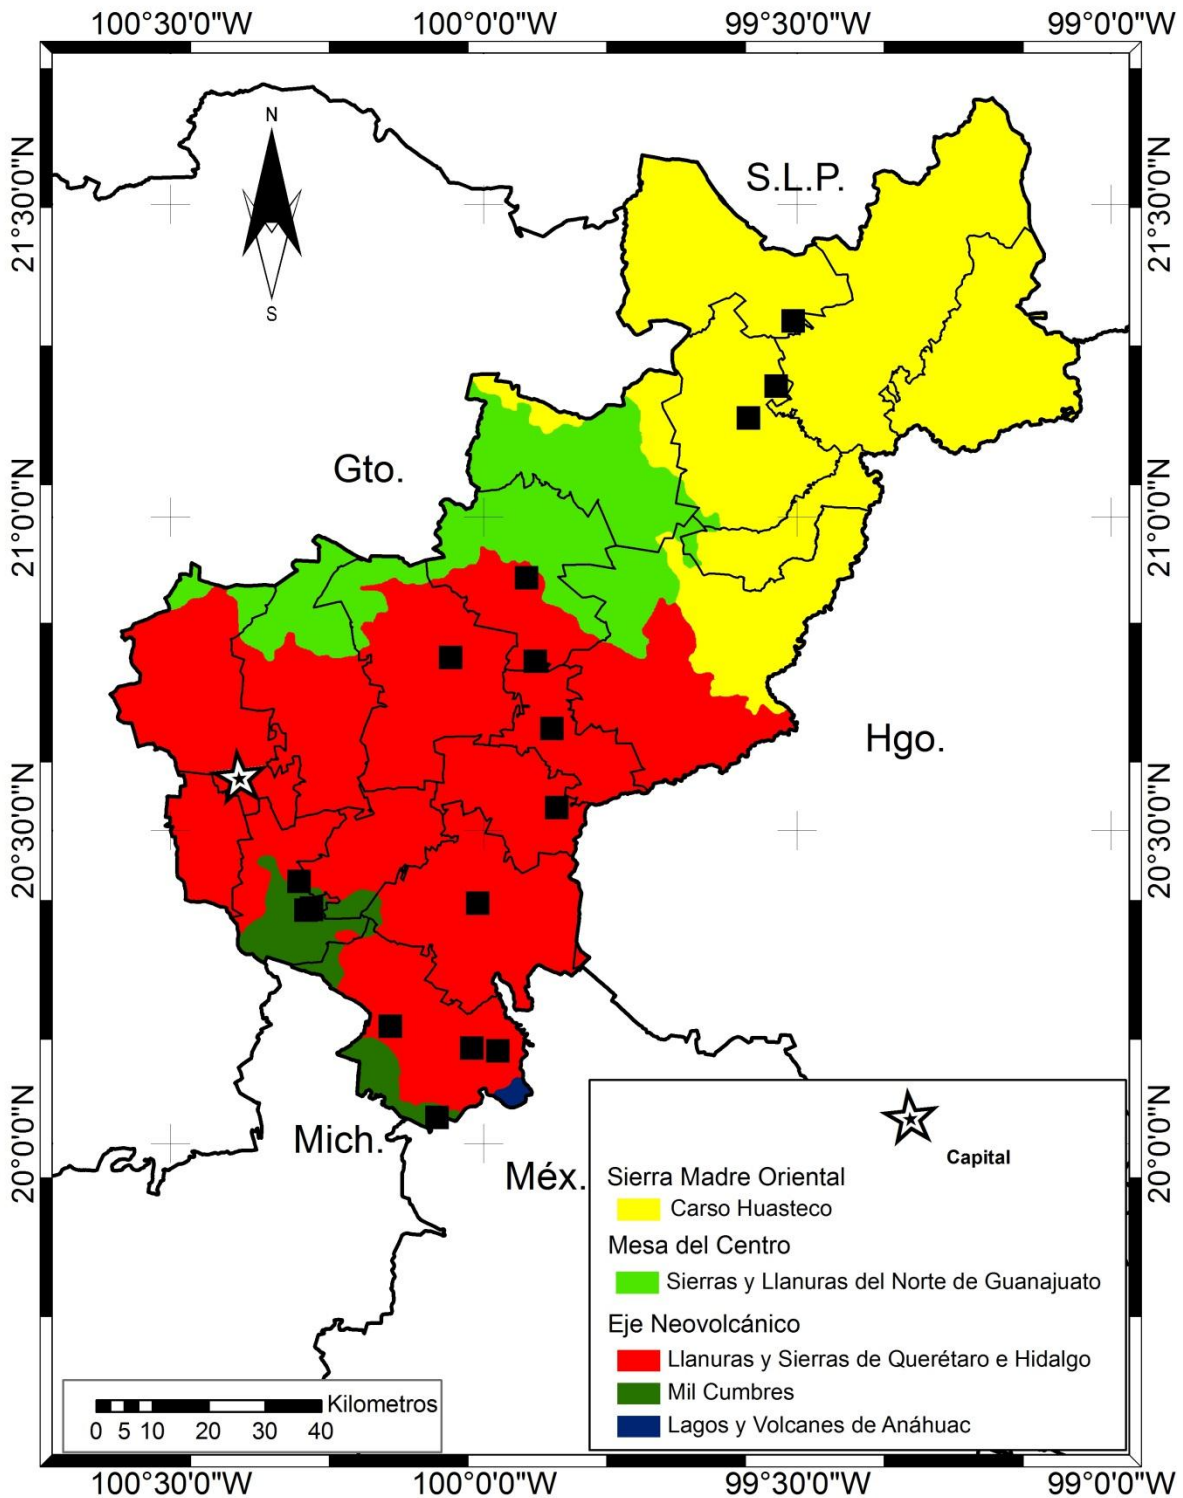 100°30'0"W 100°0'0"W 99°30'0"W 99°0'0"W
N
S
S.L.P.
21°30'0"N
21°30'0"N
Gto.
21°0'0"N
21°0'0"N
Hgo.
20°30'0"N
20°30'0"N
Mich.
Méx.
20°0'0"N
20°0'0"N
Capital
Sierra Madre Oriental
Carso Huasteco
Mesa del Centro
Sierras y Llanuras del Norte de Guanajuato
Eje Neovolcánico
Llanuras y Sierras de Querétaro e Hidalgo
Mil Cumbres
Lagos y Volcanes de Anáhuac
Kilometros
0 5 10 20 30 40
100°30'0"W 100°0'0"W 99°30'0"W 99°0'0"W